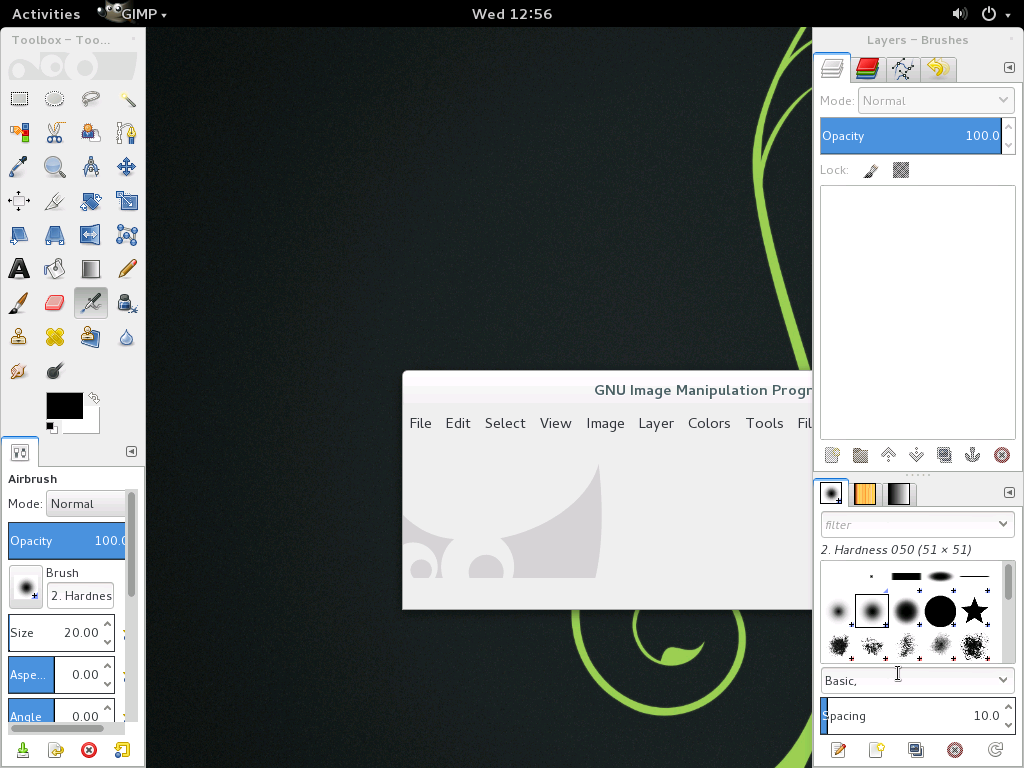 Activities GIMP Wed 12:56
Toolbox – Too...
Airbrush
Mode: Normal
Opacity 100.0
Brush
2. Hardnes
Size 20.00
Aspe... 0.00
Angle 0.00
GNU Image Manipulation Progr
File Edit Select View Image Layer Colors Tools Fil
Layers – Brushes
Mode: Normal
Opacity 100.0
Lock:
filter
2. Hardness 050 (51 × 51)
Basic,
Spacing 10.0